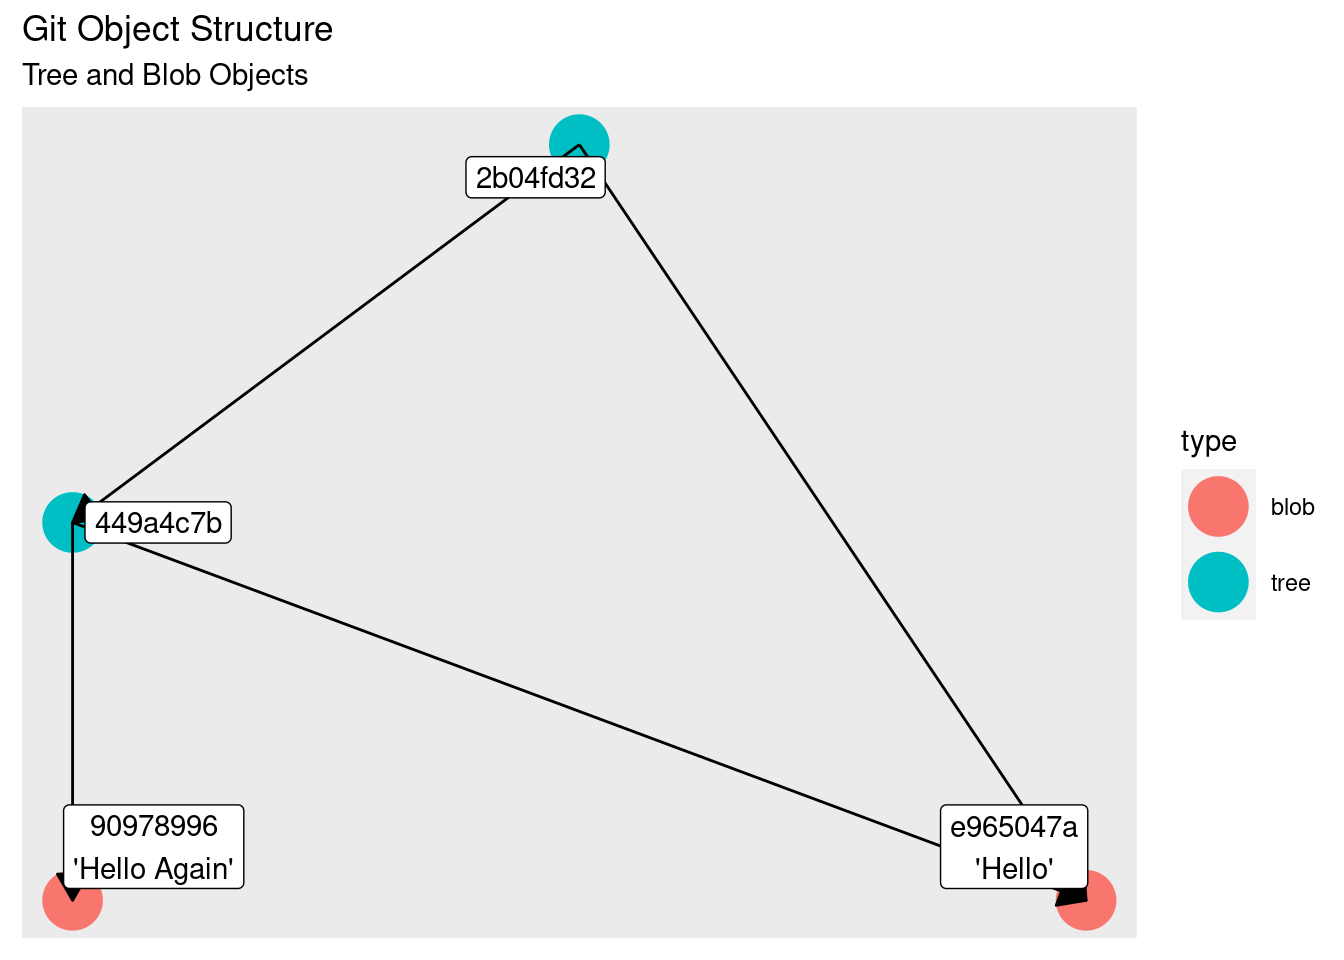 Git Object Structure
Tree and Blob Objects
2b04fd32
449a4c7b
90978996
'Hello Again'
e965047a
'Hello'
type
blob
tree